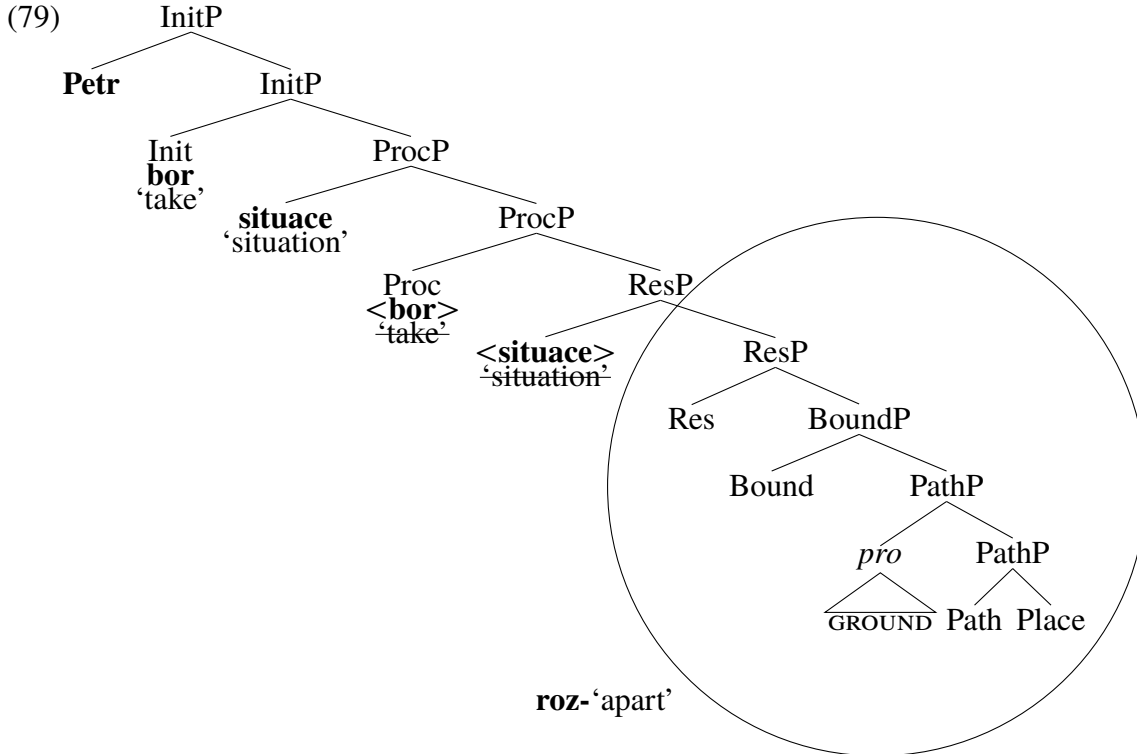 (79) InitP
Petr InitP
Init ProcP
bor
‘take’
situace ProcP
‘situation’
Proc ResP
<bor>
‘take’
<situace> ResP
‘situation’
Res BoundP
Bound PathP
pro PathP
GROUND Path Place
roz-‘apart’